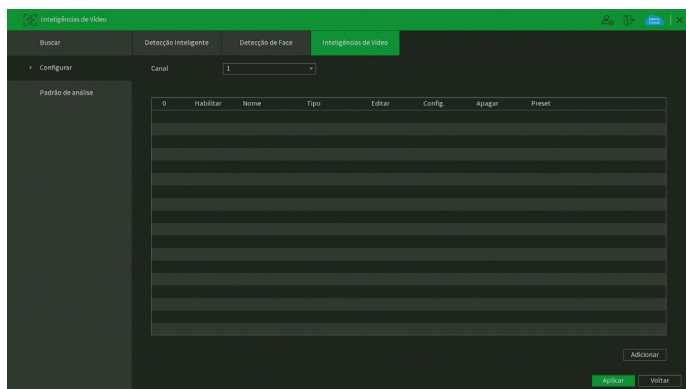 Inteligências de Vídeo
Buscar
Detecção Inteligente
Detecção de Face
Inteligências de Vídeo
Configurar
Canal
1
Padrão de análise
0 Habilitar Nome Tipo Editar Config. Apagar Preset
Adicionar
Aplicar Voltar